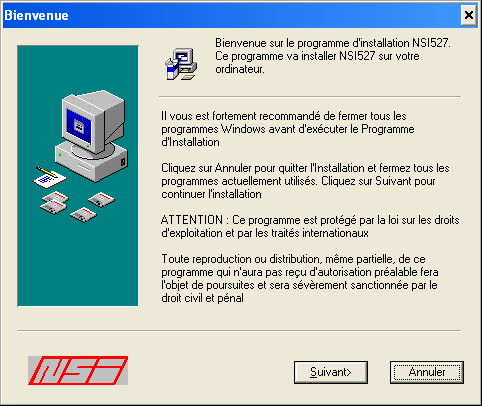 Bienvenue
Bienvenue sur le programme d'installation NSI527.
Ce programme va installer NSI527 sur votre
ordinateur.
Il vous est fortement recommandé de fermer tous les
programmes Windows avant d'exécuter le Programme
d'Installation
Cliquez sur Annuler pour quitter l'Installation et fermez tous les
programmes actuellement utilisés. Cliquez sur Suivant pour
continuer l'installation
ATTENTION : Ce programme est protégé par la loi sur les droits
d'exploitation et par les traités internationaux
Toute reproduction ou distribution, même partielle, de ce
programme qui n'aura pas reçu d'autorisation préalable fera
l'objet de poursuites et sera sévèrement sanctionnée par le
droit civil et pénal
NSi
Suivant>
Annuler